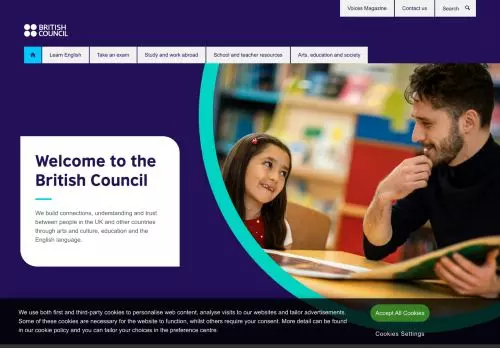 Voices Magazine
Contact us
Search
BRITISH
COUNCIL
Learn English
Take an exam
Study and work abroad
School and teacher resources
Arts, education and society
Welcome to the
British Council
We build connections, understanding and trust
between people in the UK and other countries
through arts and culture, education and the
English language.
We use both first and third-party cookies to personalise web content, analyse visits to our websites and tailor advertisements.
Some of these cookies are necessary for the website to function, whilst others require your consent. More detail can be found
in our cookie policy and you can tailor your choices in the preference centre.
Accept All Cookies
Cookies Settings